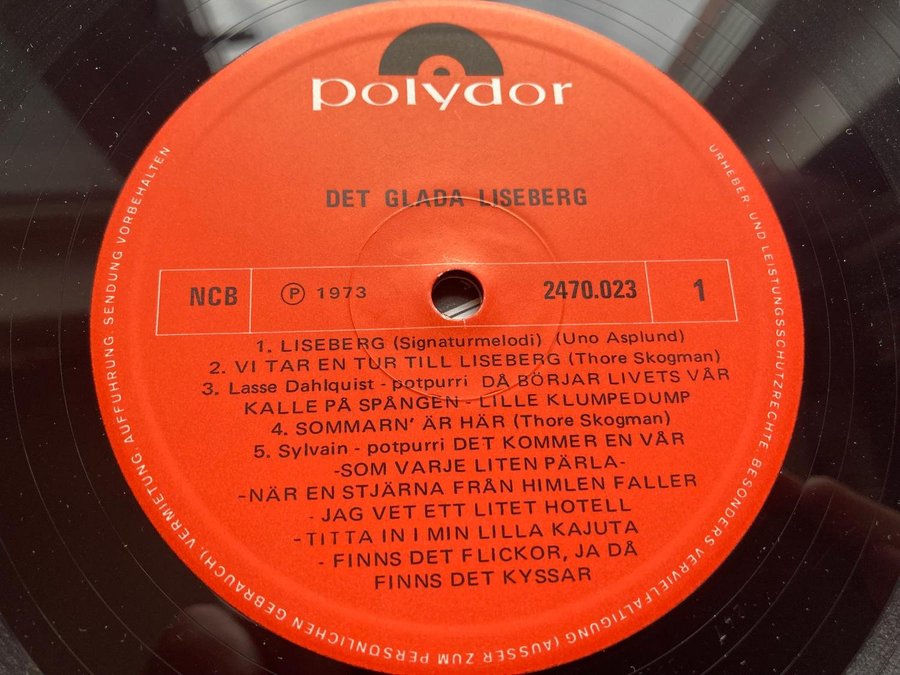 polydor
DET GLADA LISEBERG
NCB Ⓟ 1973 2470.023 1
1. LISEBERG (Signaturmelodi) (Uno Asplund)
2. VI TAR EN TUR TILL LISEBERG (Thore Skogman)
3. Lasse Dahlquist - potpurri DÅ BÖRJAR LIVETS VÅR
KALLE PÅ SPÅNGEN - LILLE KLUMPEDUMP
4. SOMMARN' ÄR HÄR (Thore Skogman)
5. Sylvain - potpurri DET KOMMER EN VÅR
-SOM VARJE LITEN PÄRLA-
-NÄR EN STJÄRNA FRÅN HIMLEN FALLER
- JAG VET ETT LITET HOTELL
-TITTA IN I MIN LILLA KAJUTA
- FINNS DET FLICKOR, JA DÅ
FINNS DET KYSSAR
URHEBER- UND LEISTUNGSSCHUTZRECHTE, BESONDERS VERVIELFÄLTIGUNG (AUSSER ZUM PERSÖNLICHEN GEBRAUCH), VERMIETUNG, AUFFÜHRUNG, SENDUNG VORBEHALTEN